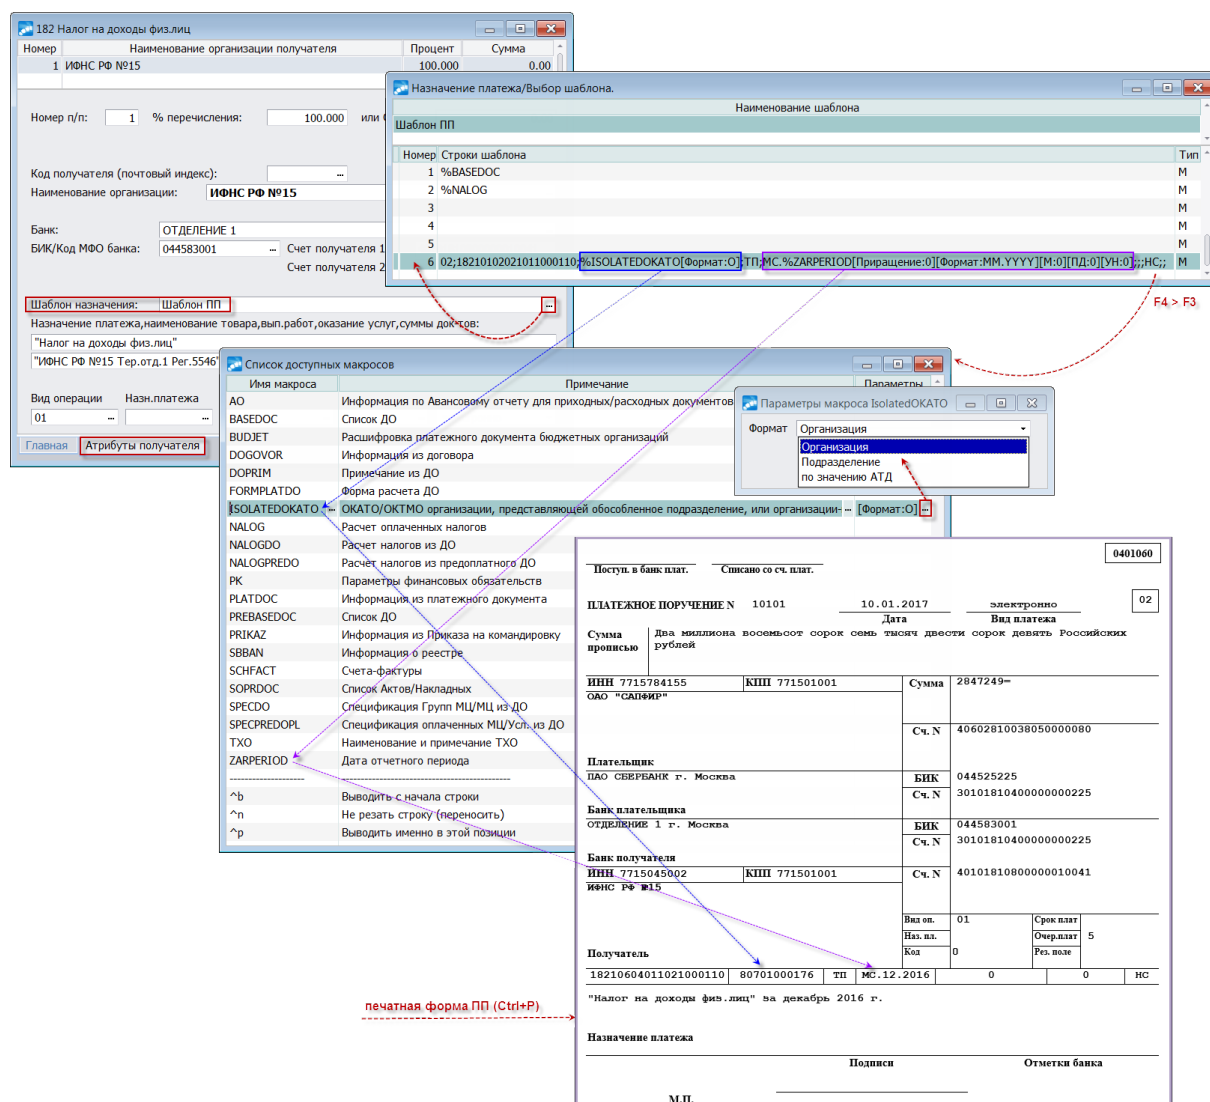 182 Налог на доходы физ.лиц
Номер Наименование организации получателя Процент Сумма
1 ИФНС РФ №15 100.000 0.00
Номер п/п: 1 % перечисления: 100.000 или
Код получателя (почтовый индекс):
Наименование организации: ИФНС РФ №15
Банк: ОТДЕЛЕНИЕ 1
БИК/Код МФО банка: 044583001 Счет получателя 1
Счет получателя 2
Шаблон назначения: Шаблон ПП
Назначение платежа,наименование товара,вып.работ,оказание услуг,суммы док-тов:
"Налог на доходы физ.лиц"
"ИФНС РФ №15 Тер.отд.1 Рег.5546"
Вид операции Назн.платежа
01
Главная Атрибуты получателя
Назначение платежа/Выбор шаблона.
Наименование шаблона
Шаблон ПП
Номер Строки шаблона Тип
1 %BASEDOC М
2 %NALOG М
3 М
4 М
5 М
6 02;18210102021011000110;%ISOLATEDOKATO[Формат:О];ТП;МС.%ZARPERIOD[Приращение:0][Формат:ММ.YYYY][М:0][ПД:0][УН:0];;;НС;; М
F4 > F3
Список доступных макросов
Имя макроса Примечание Параметры
АО Информация по Авансовому отчету для приходных/расходных документов
BASEDOC Список ДО
BUDJET Расшифровка платежного документа бюджетных организаций
DOGOVOR Информация из договора
DOPRIM Примечание из ДО
FORMPLATDO Форма расчета ДО
ISOLATEDOKATO ОКАТО/ОКТМО организации, представляющей обособленное подразделение, или организации- [Формат:О]
NALOG Расчет оплаченных налогов
NALOGDO Расчет налогов из ДО
NALOGPREDO Расчет налогов из предоплатного ДО
PK Параметры финансовых обязательств
PLATDOC Информация из платежного документа
PREBASEDOC Список ДО
PRIKAZ Информация из Приказа на командировку
SBBAN Информация о реестре
SCHFACT Счета-фактуры
SOPRDOC Список Актов/Накладных
SPECDO Спецификация Групп МЦ/МЦ из ДО
SPECPREDOPL Спецификация оплаченных МЦ/Усл. из ДО
TXO Наименование и примечание ТХО
ZARPERIOD Дата отчетного периода
^b Выводить с начала строки
^n Не резать строку (переносить)
^p Выводить именно в этой позиции
Параметры макроса IsolatedOKATO
Формат Организация
Организация
Подразделение
по значению АТД
0401060
Поступ. в банк плат. Списано со сч. плат.
ПЛАТЕЖНОЕ ПОРУЧЕНИЕ N 10101 10.01.2017 электронно 02
Дата Вид платежа
Сумма прописью Два миллиона восемьсот сорок семь тысяч двести сорок девять Российских
рублей
ИНН 7715784155 КПП 771501001 Сумма 2847249=
ОАО "САПФИР"
Сч. N 40602810038050000080
Плательщик
ПАО СБЕРБАНК г. Москва БИК 044525225
Сч. N 30101810400000000225
Банк плательщика
ОТДЕЛЕНИЕ 1 г. Москва БИК 044583001
Сч. N 30101810400000000225
Банк получателя
ИНН 7715045002 КПП 771501001 Сч. N 40101810800000010041
ИФНС РФ №15
Вид оп. 01 Срок плат
Наз. пл. Очер.плат 5
Получатель Код 0 Рез. поле
18210604011021000110 80701000176 ТП МС.12.2016 0 0 НС
"Налог на доходы физ.лиц" за декабрь 2016 г.
печатная форма ПП (Ctrl+P)
Назначение платежа
Подписи Отметки банка
М.П.